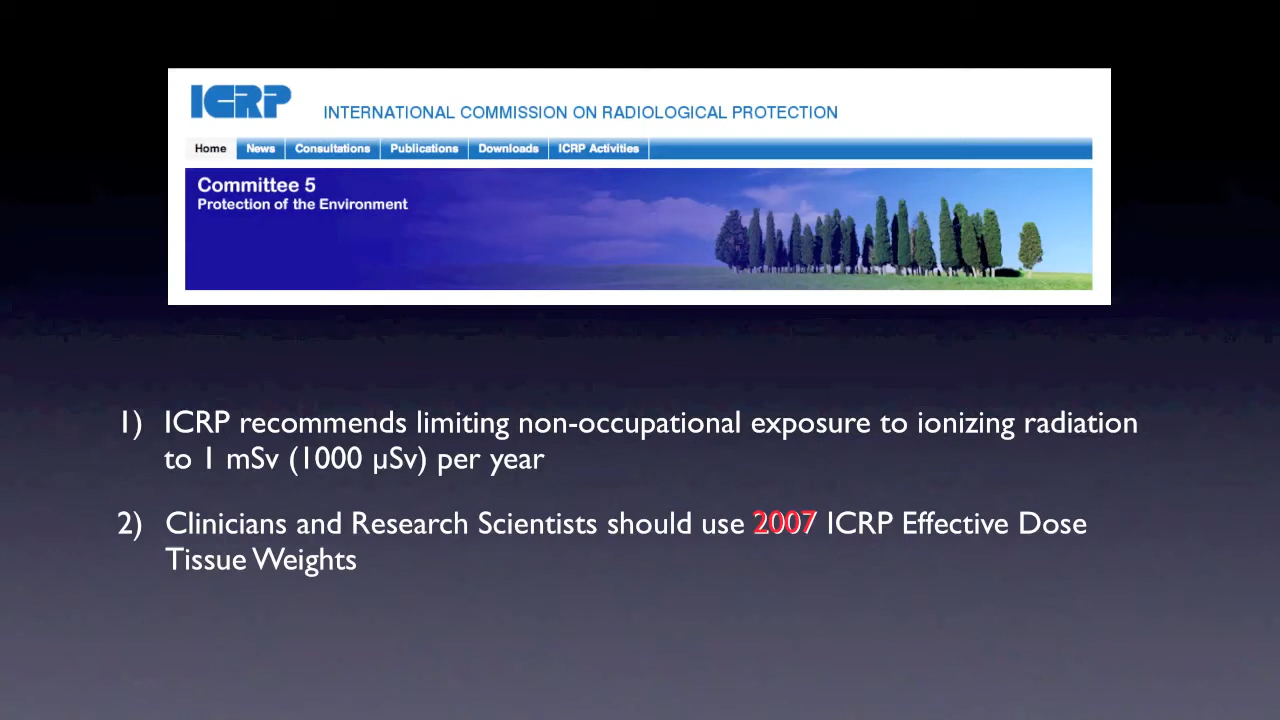 ICRP INTERNATIONAL COMMISSION ON RADIOLOGICAL PROTECTION
Home News Consultations Publications Downloads ICRP Activities
Committee 5
Protection of the Environment
1) ICRP recommends limiting non-occupational exposure to ionizing radiation
to 1 mSv (1000 µSv) per year
2) Clinicians and Research Scientists should use 2007 ICRP Effective Dose
Tissue Weights